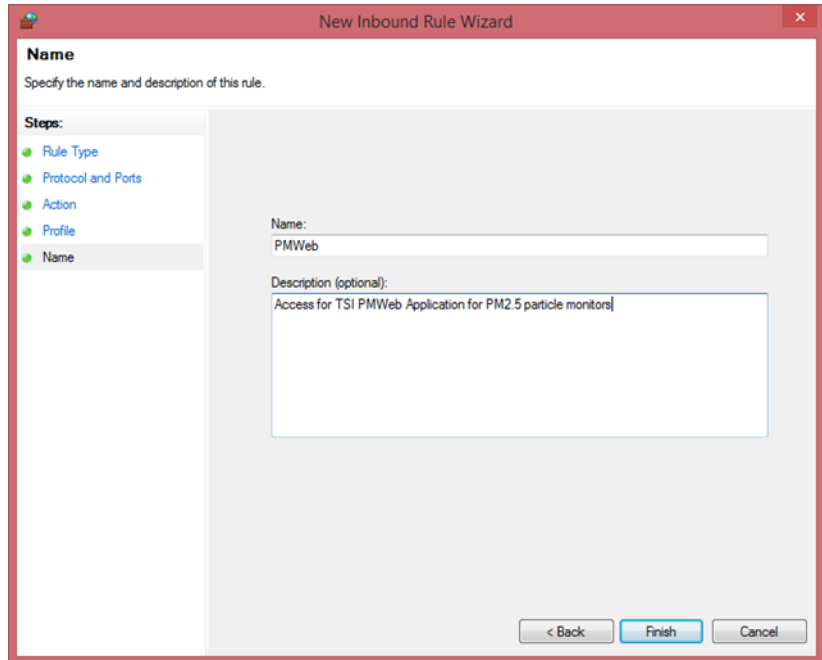 New Inbound Rule Wizard
Name
Specify the name and description of this rule.
Steps:
Rule Type
Protocol and Ports
Action
Profile
Name
Name:
PMWeb
Description (optional):
Access for TSI PMWeb Application for PM2.5 particle monitors
< Back
Finish
Cancel